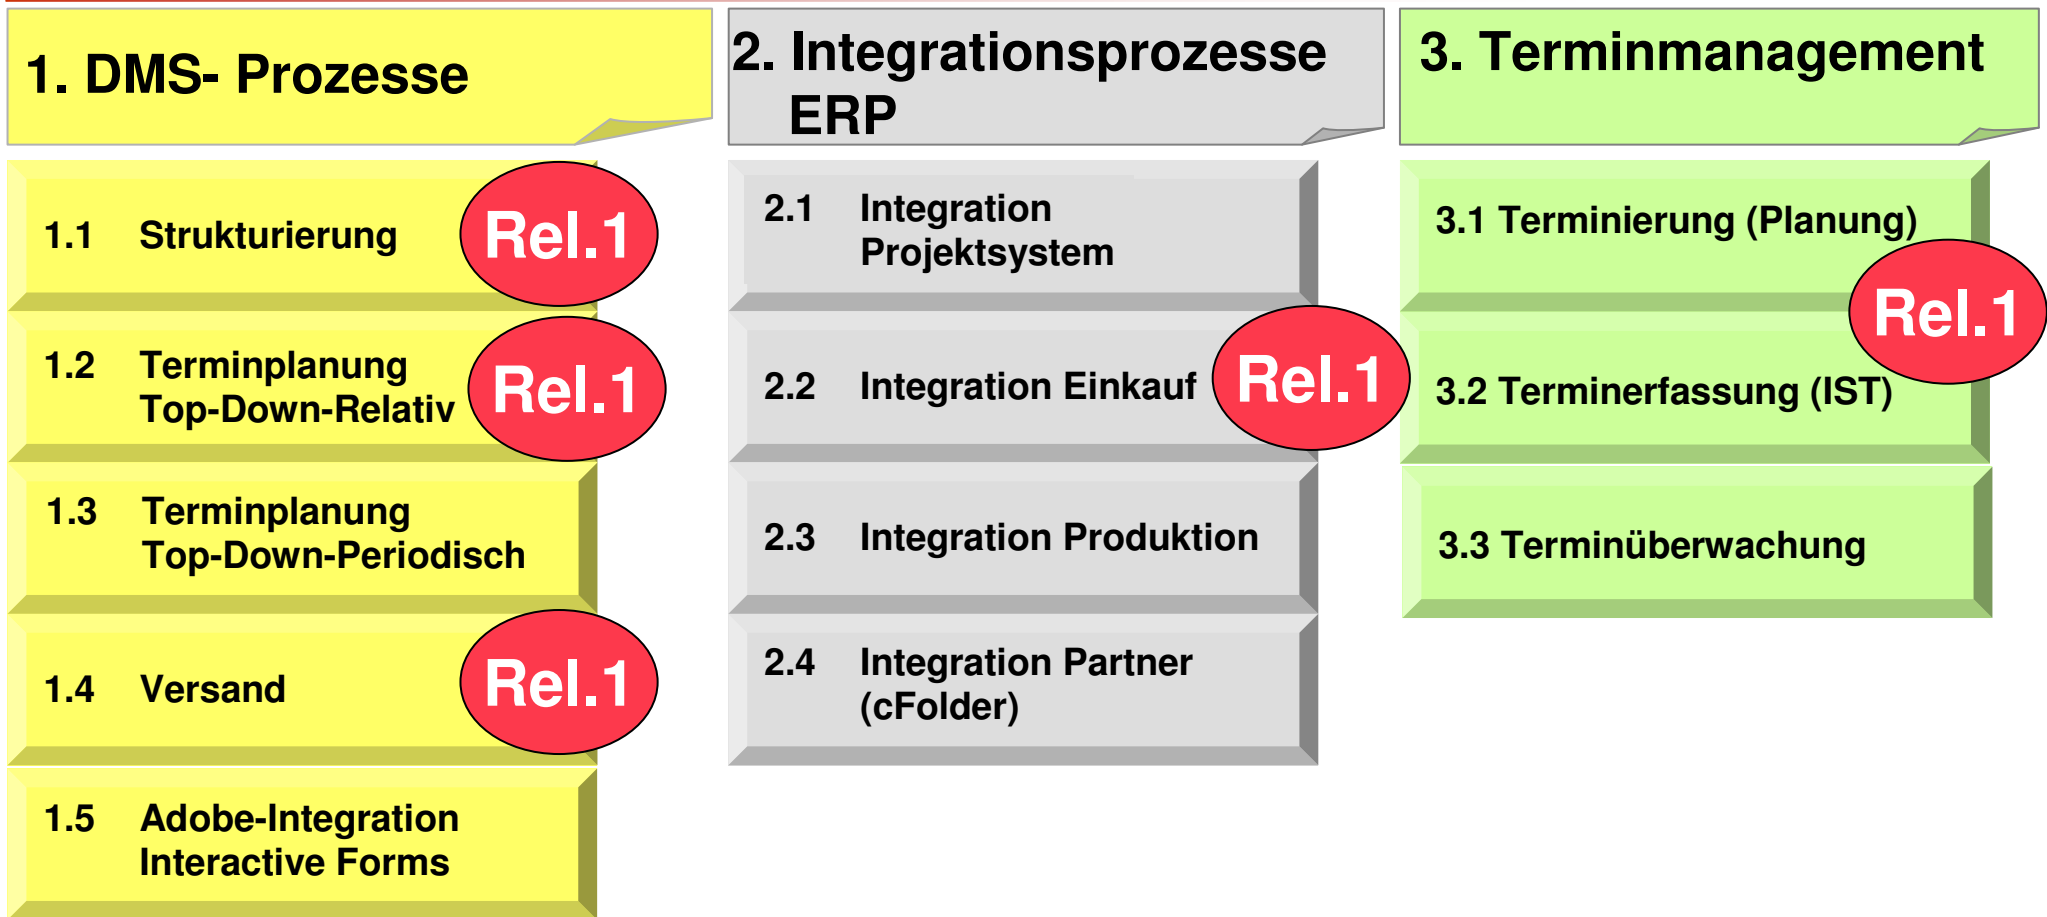 1. DMS- Prozesse
1.1 Strukturierung
Rel.1
1.2 Terminplanung
Top-Down-Relativ
Rel.1
1.3 Terminplanung
Top-Down-Periodisch
1.4 Versand
Rel.1
1.5 Adobe-Integration
Interactive Forms
2. Integrationsprozesse
ERP
2.1 Integration
Projektsystem
2.2 Integration Einkauf
Rel.1
2.3 Integration Produktion
2.4 Integration Partner
(cFolder)
3. Terminmanagement
3.1 Terminierung (Planung)
Rel.1
3.2 Terminerfassung (IST)
3.3 Terminüberwachung